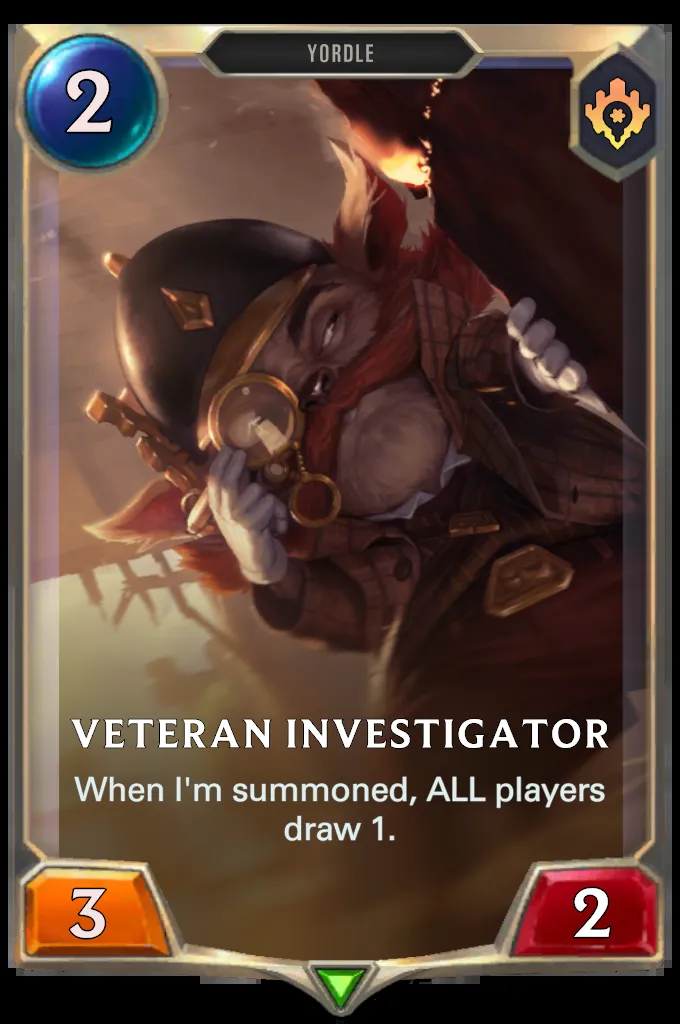 YORDLE
2
VETERAN INVESTIGATOR
When I'm summoned, ALL players
draw 1.
3
2